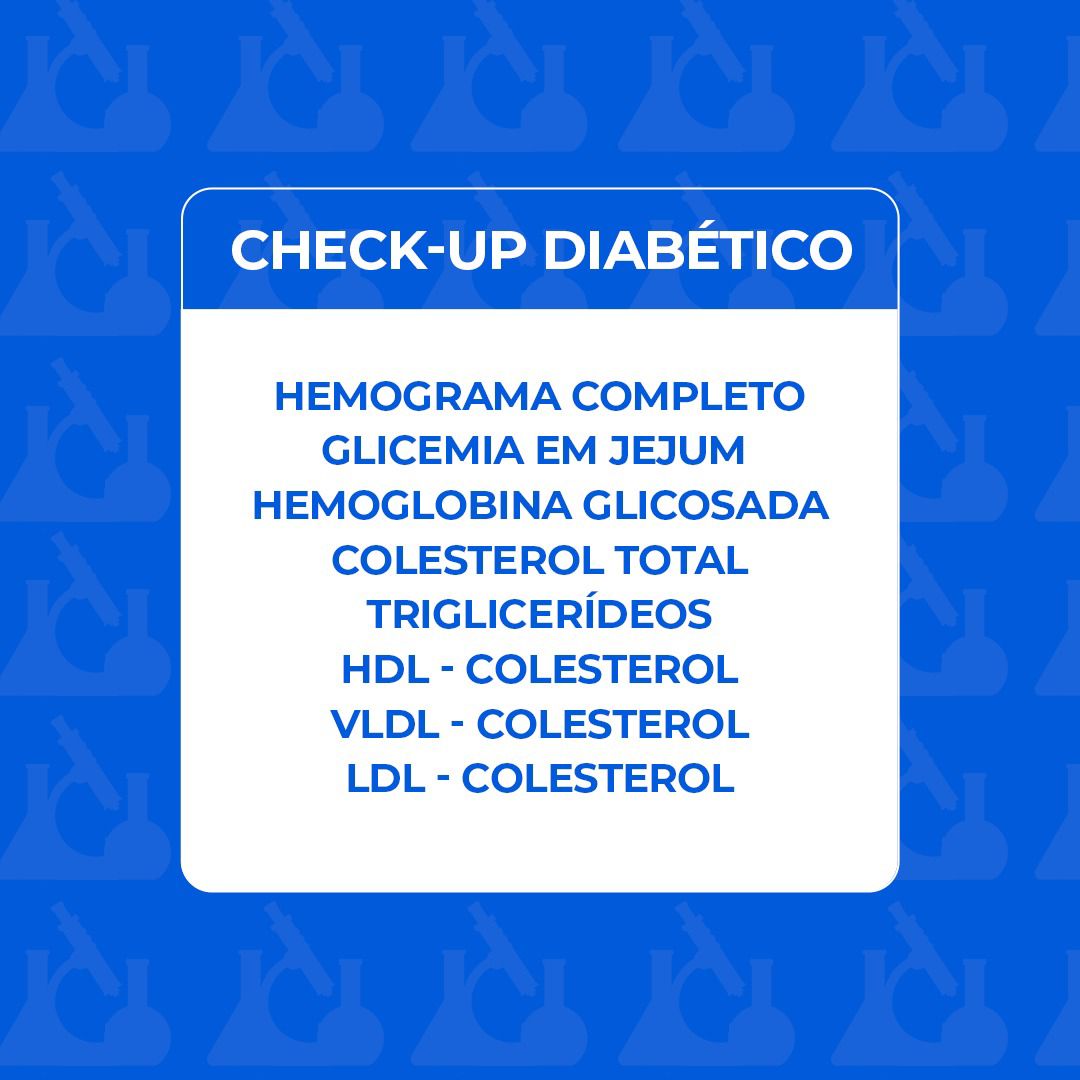 CHECK-UP DIABÉTICO
HEMOGRAMA COMPLETO
GLICEMIA EM JEJUM
HEMOGLOBINA GLICOSADA
COLESTEROL TOTAL
TRIGLICERÍDEOS
HDL - COLESTEROL
VLDL - COLESTEROL
LDL - COLESTEROL